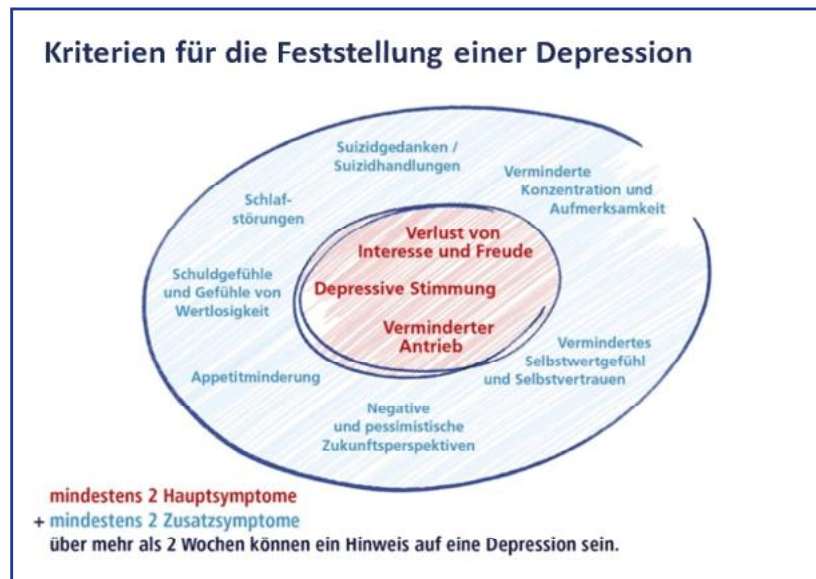 Kriterien für die Feststellung einer Depression
Suizidgedanken /
Suizidhandlungen
Verminderte
Konzentration und
Aufmerksamkeit
Schlaf-
störungen
Verlust von
Interesse und Freude
Schuldgefühle
und Gefühle von
Wertlosigkeit
Depressive Stimmung
Verminderter
Antrieb
Vermindertes
Selbstwertgefühl
und Selbstvertrauen
Appetitminderung
Negative
und pessimistische
Zukunftsperspektiven
mindestens 2 Hauptsymptome
+ mindestens 2 Zusatzsymptome
über mehr als 2 Wochen können ein Hinweis auf eine Depression sein.